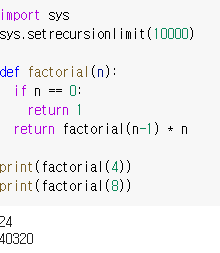 import sys
sys.setrecursionlimit(10000)
def factorial(n):
  if n == 0:
    return 1
  return factorial(n-1) * n
print(factorial(4))
print(factorial(8))
24
40320